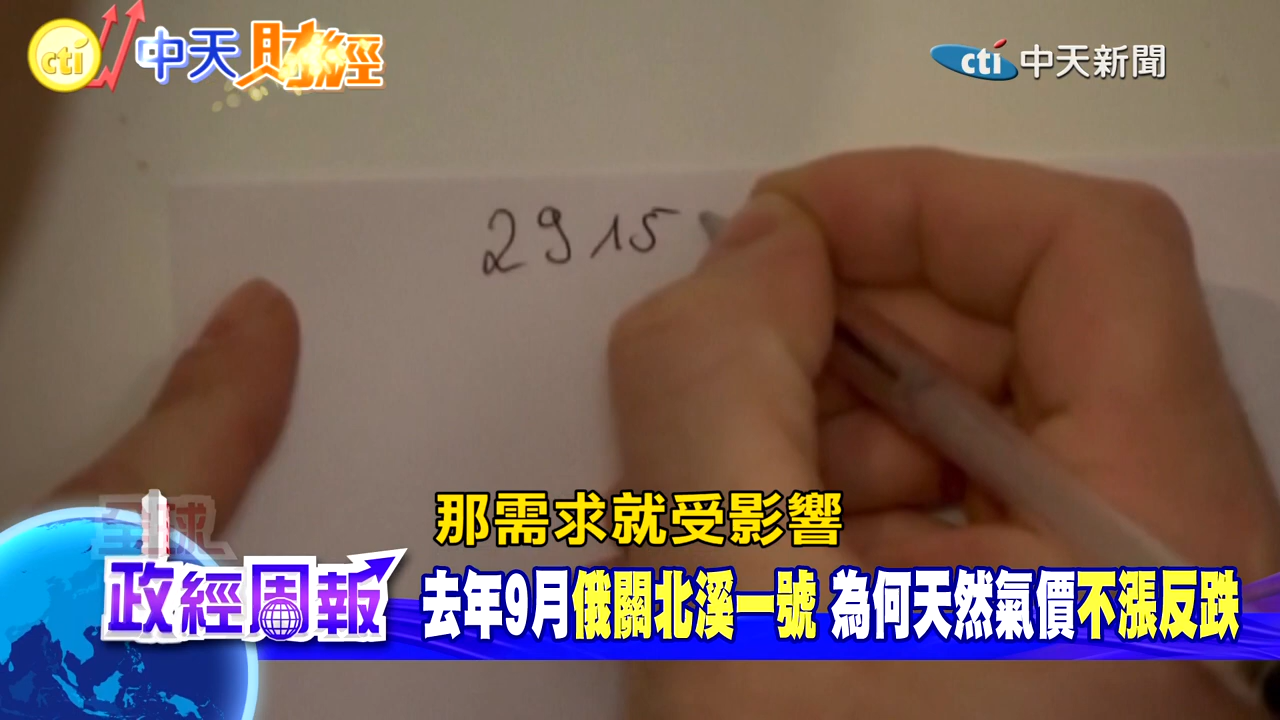 cti 中天財經
cti 中天新聞
2915
那需求就受影響
全球
政經周報
去年9月俄關北溪一號 為何天然氣價不漲反跌